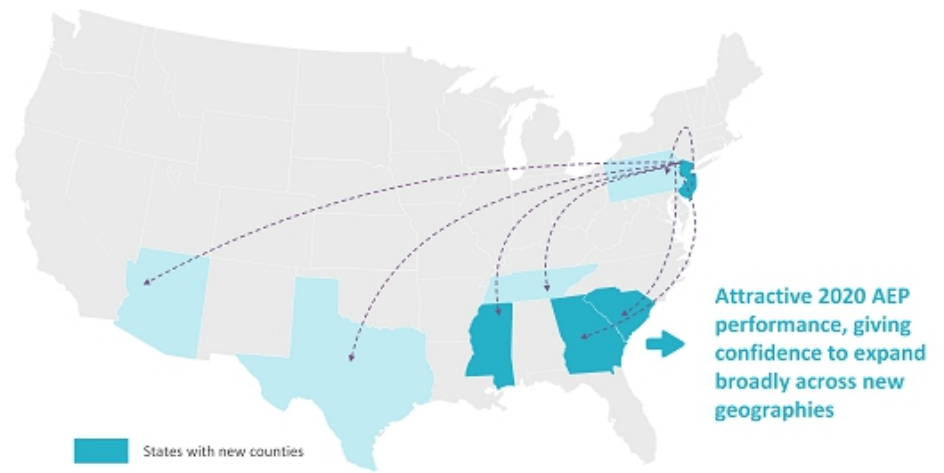 Attractive 2020 AEP
performance, giving
confidence to expand
broadly across new
geographies
States with new counties